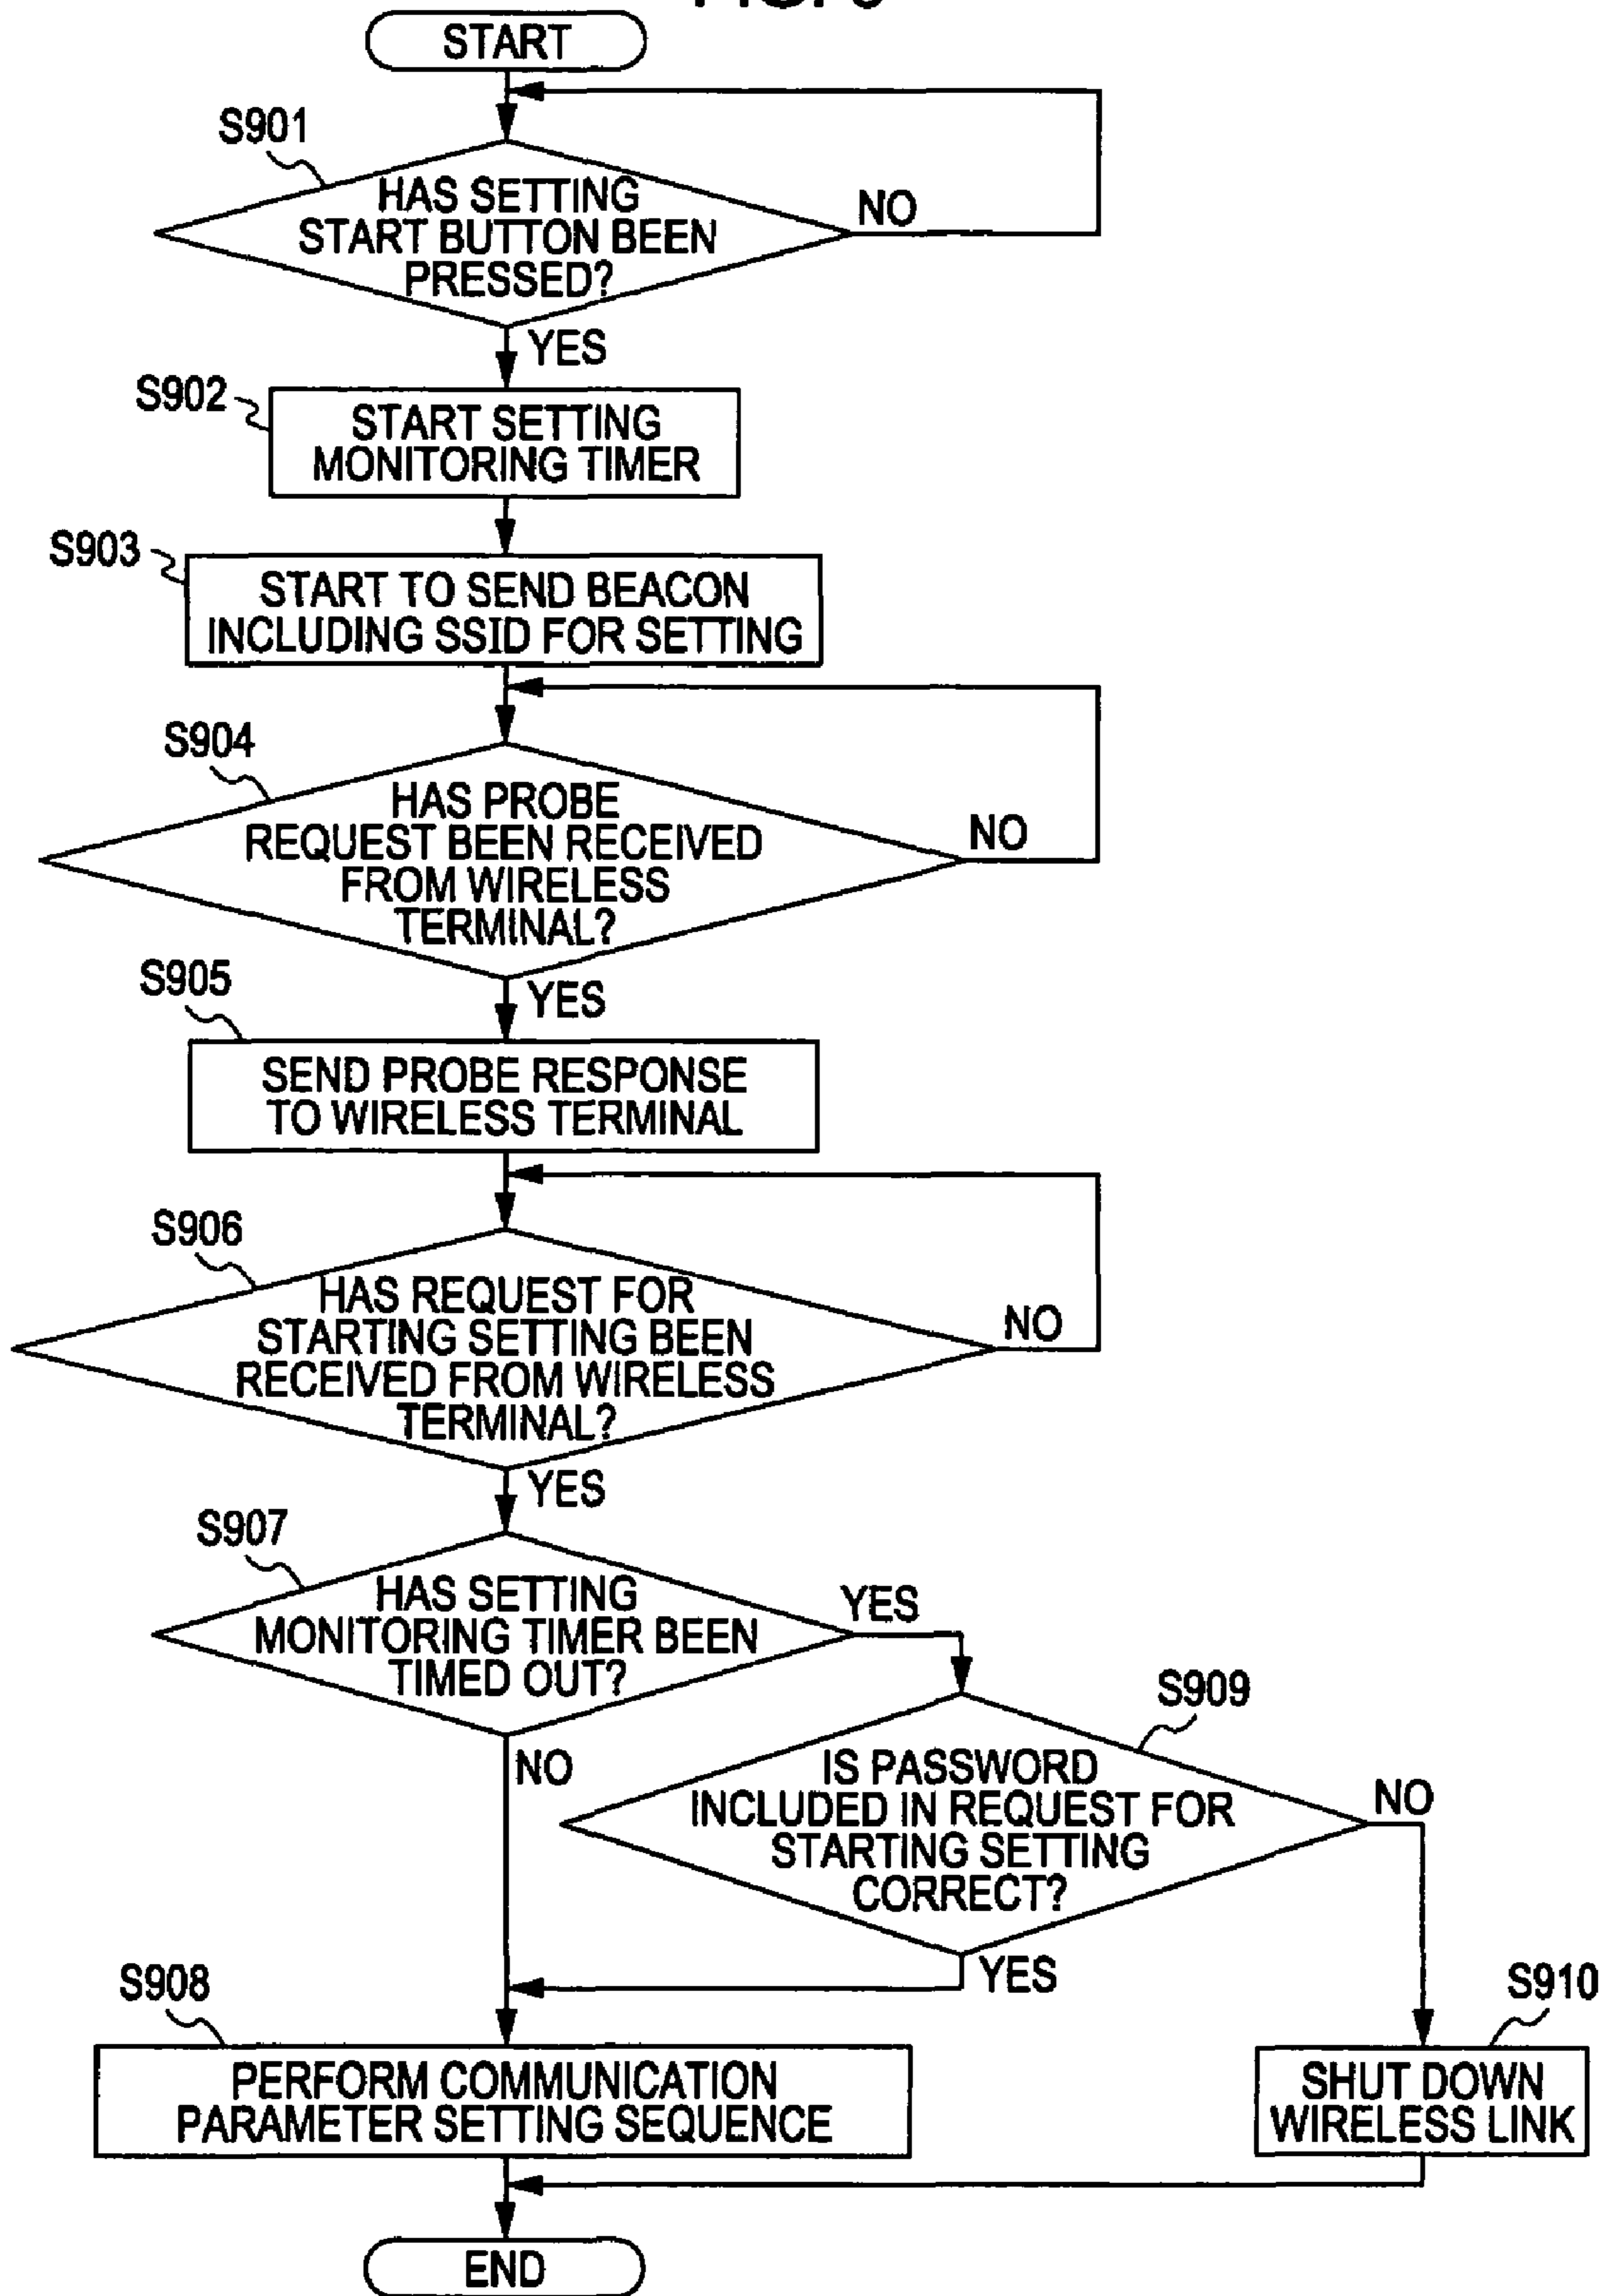 START
S901
HAS SETTING
START BUTTON BEEN
PRESSED?
NO
YES
S902
START SETTING
MONITORING TIMER
S903
START TO SEND BEACON
INCLUDING SSID FOR SETTING
S904
HAS PROBE
REQUEST BEEN RECEIVED
FROM WIRELESS
TERMINAL?
NO
YES
S905
SEND PROBE RESPONSE
TO WIRELESS TERMINAL
S906
HAS REQUEST FOR
STARTING SETTING BEEN
RECEIVED FROM WIRELESS
TERMINAL?
NO
YES
S907
HAS SETTING
MONITORING TIMER BEEN
TIMED OUT?
YES
NO
S909
IS PASSWORD
INCLUDED IN REQUEST FOR
STARTING SETTING
CORRECT?
NO
YES
S908
PERFORM COMMUNICATION
PARAMETER SETTING SEQUENCE
S910
SHUT DOWN
WIRELESS LINK
END